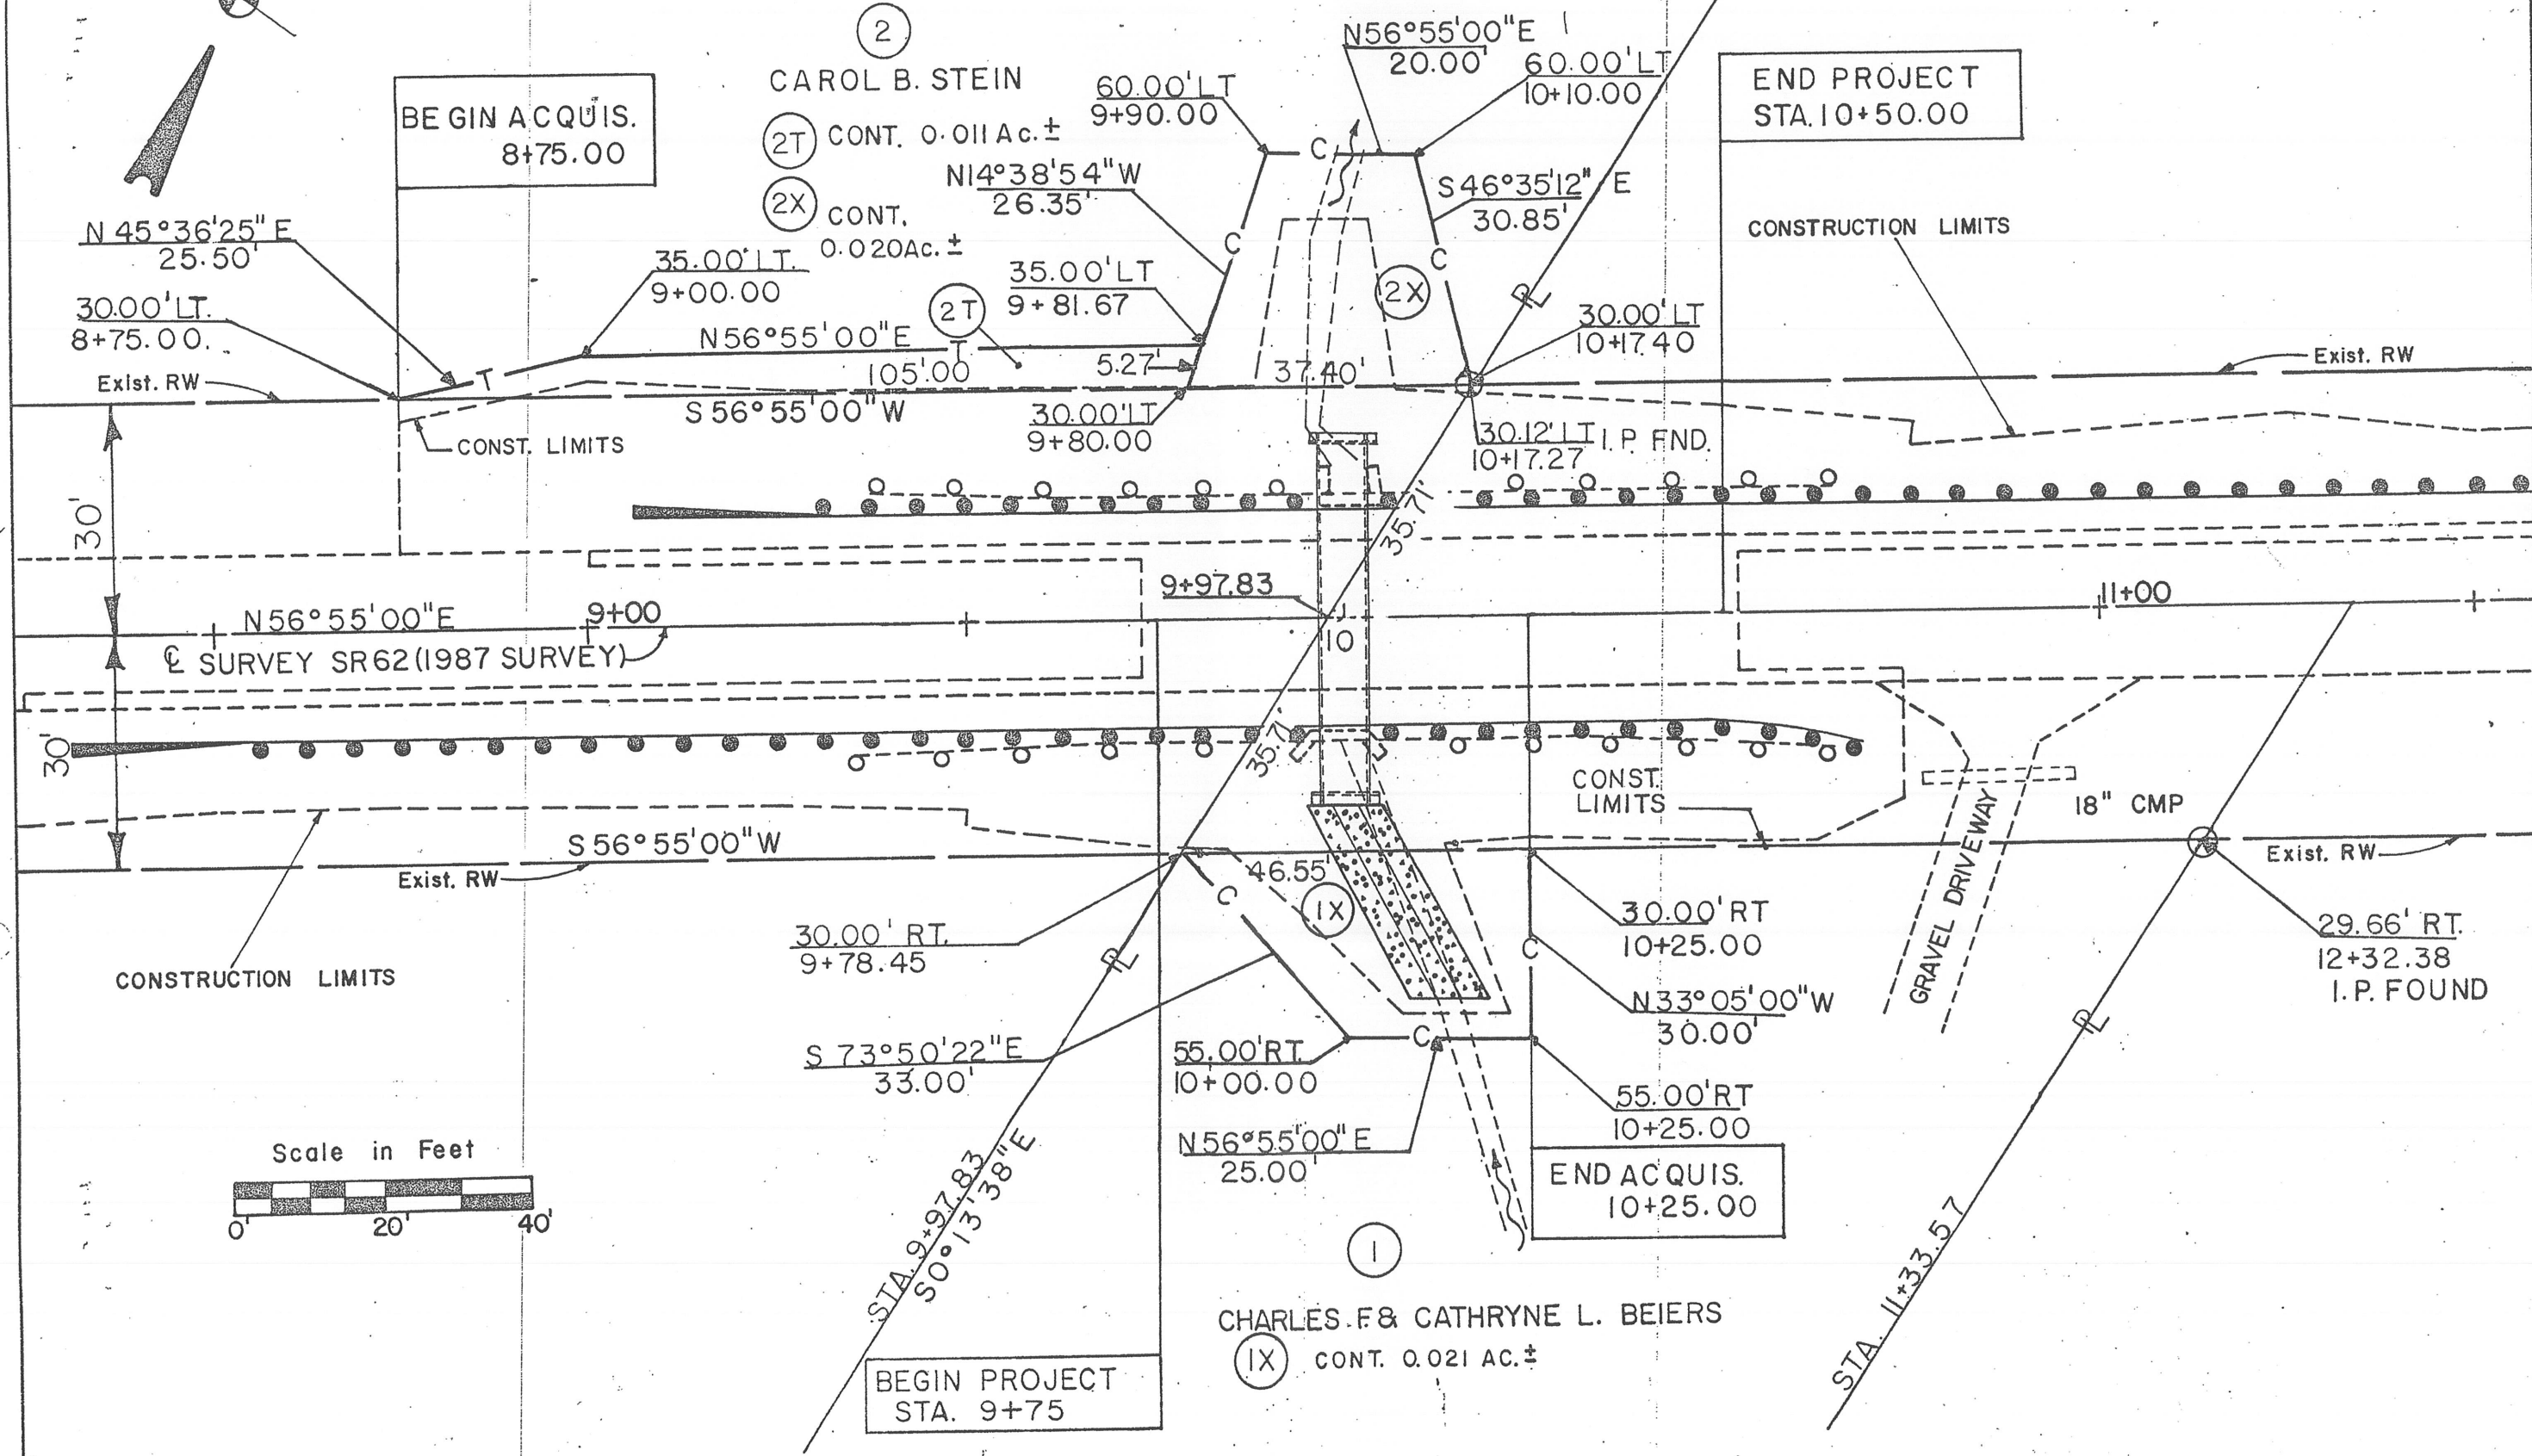 2
CAROL B. STEIN
2T CONT. 0.011 Ac.±
2X CONT.
0.020 Ac.±
BEGIN ACQUIS.
8+75.00
N56°55'00"E
20.00'
60.00' LT
9+90.00
60.00' LT
10+10.00
END PROJECT
STA. 10+50.00
N14°38'54"W
26.35'
S46°35'12" E
30.85'
CONSTRUCTION LIMITS
N 45°36'25" E
25.50'
35.00' LT.
9+00.00
35.00' LT
9+81.67
C
C
C
2X
PL
30.00' LT.
8+75.00.
2T
30.00' LT
10+17.40
N56°55'00"E
T
T
105.00
5.27'
37.40'
Exist. RW
Exist. RW
S 56°55'00"W
30.00' LT
9+80.00
CONST. LIMITS
30.12' LT I.P. FND.
10+17.27
30'
35.71'
9+97.83
N56°55'00"E
9+00
10
11+00
℄ SURVEY SR62 (1987 SURVEY)
30'
35.71'
CONST.
LIMITS
18" CMP
S 56°55'00"W
Exist. RW
46.55'
Exist. RW
C
1X
GRAVEL DRIVEWAY
30.00' RT.
9+78.45
PL
30.00' RT
10+25.00
29.66' RT.
12+32.38
I.P. FOUND
CONSTRUCTION LIMITS
C
N33°05'00"W
30.00'
PL
S 73°50'22"E
33.00'
C
55.00' RT.
10+00.00
55.00' RT
10+25.00
N56°55'00" E
25.00'
Scale in Feet
0' 20' 40'
END ACQUIS.
10+25.00
STA. 9+97.83
S0°13'38"E
STA. 11+33.57
1
CHARLES F. & CATHRYNE L. BEIERS
1X CONT. 0.021 AC.±
BEGIN PROJECT
STA. 9+75